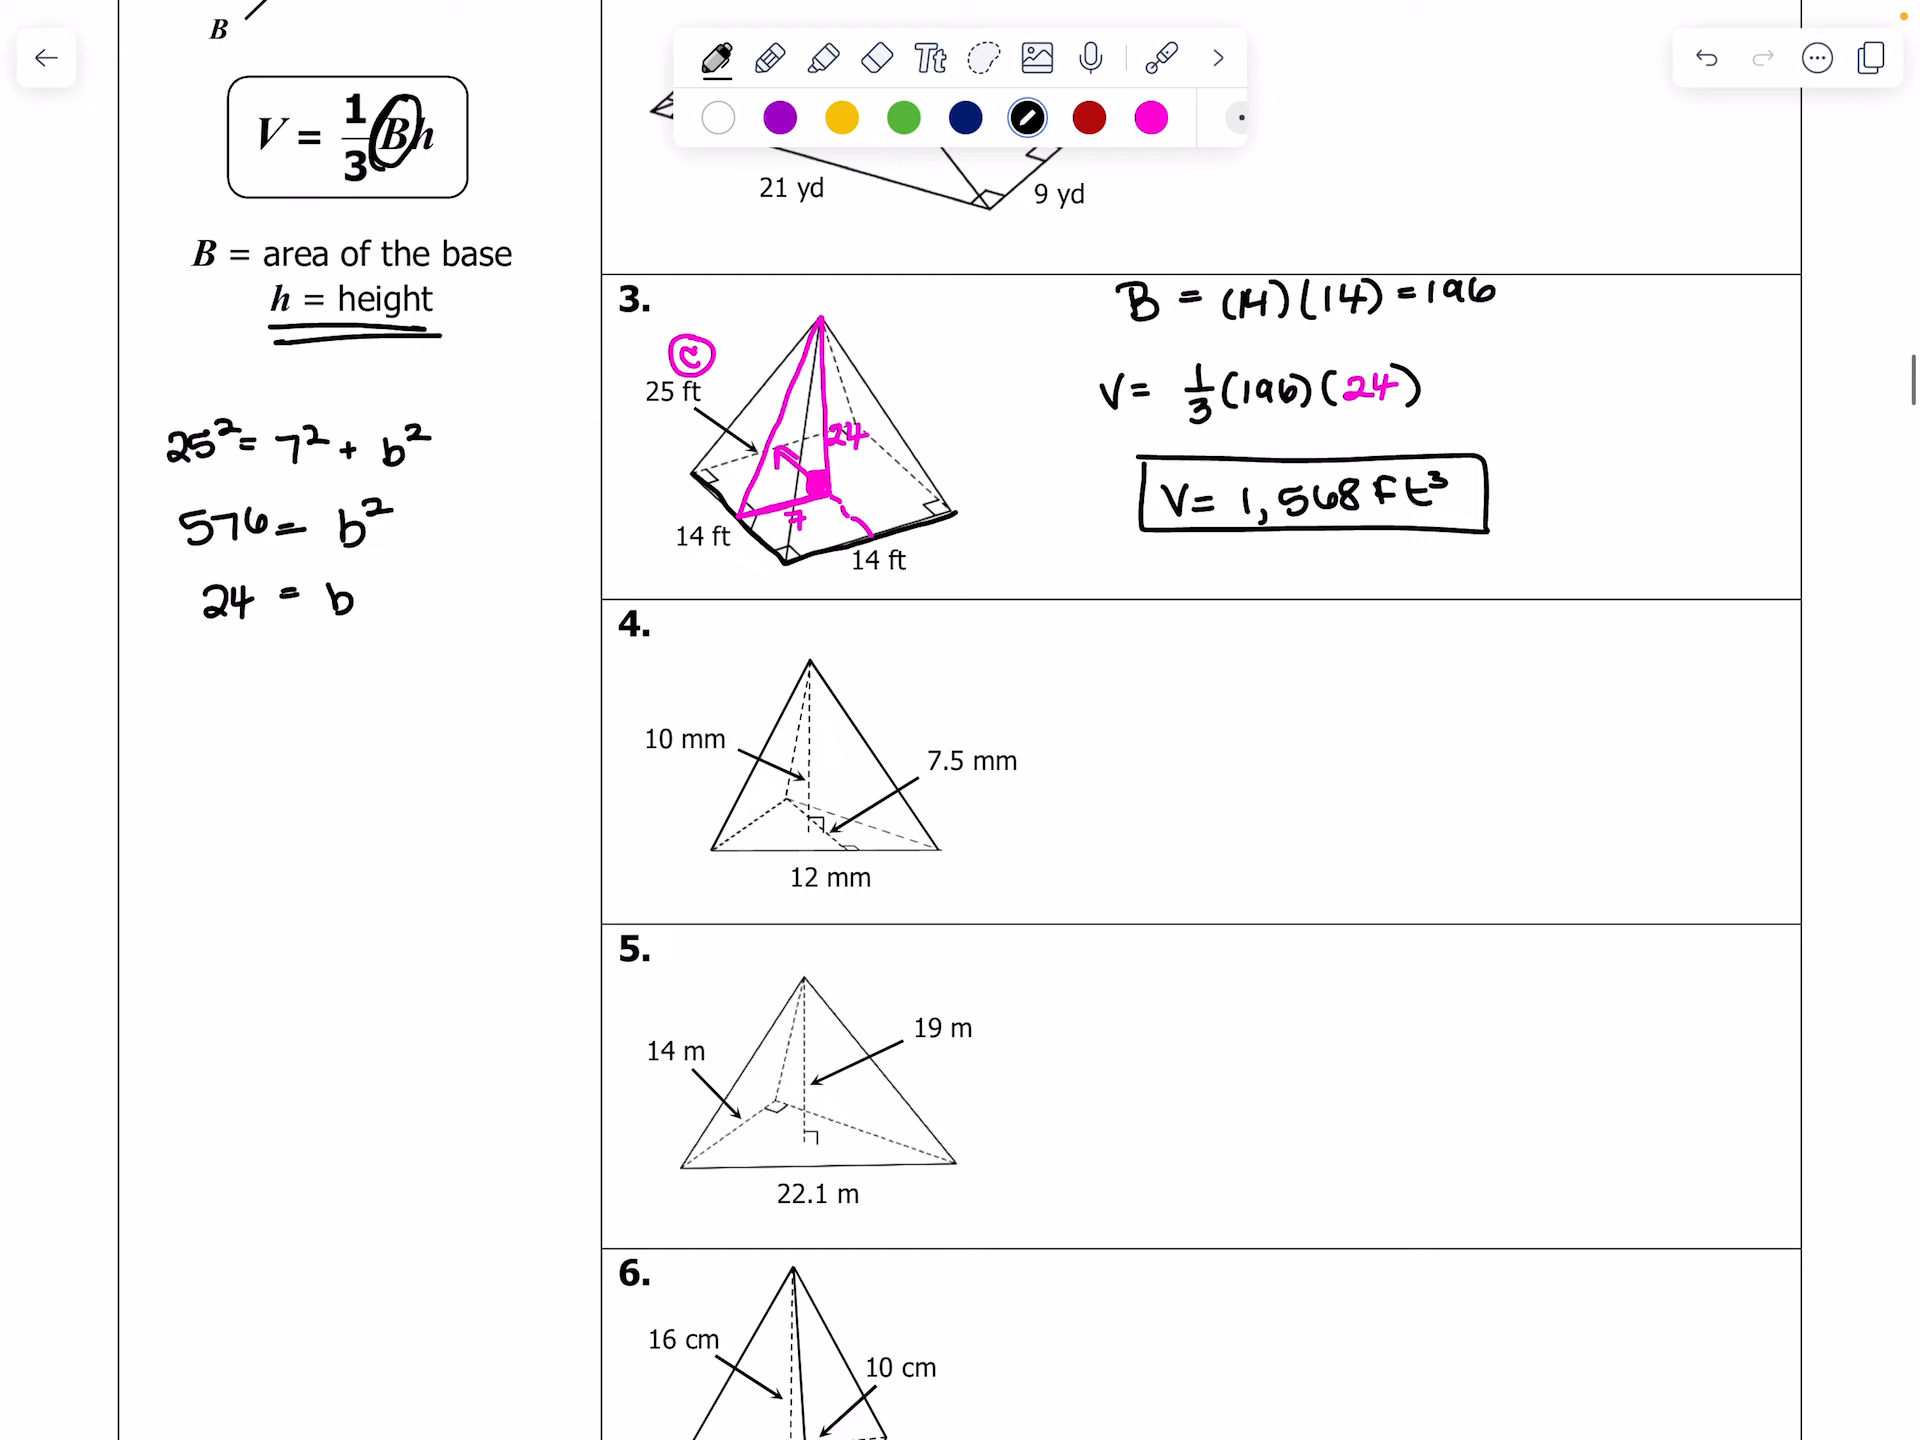 B
V = 1/3 Bh
B = area of the base
h = height
25² = 7² + b²
576 = b²
24 = b
Tt
21 yd
9 yd
3.
C
25 ft
24
7
14 ft
14 ft
B = (14)(14) = 196
V = 1/3 (196)(24)
V = 1,568 Ft³
4.
10 mm
7.5 mm
12 mm
5.
14 m
19 m
22.1 m
6.
16 cm
10 cm